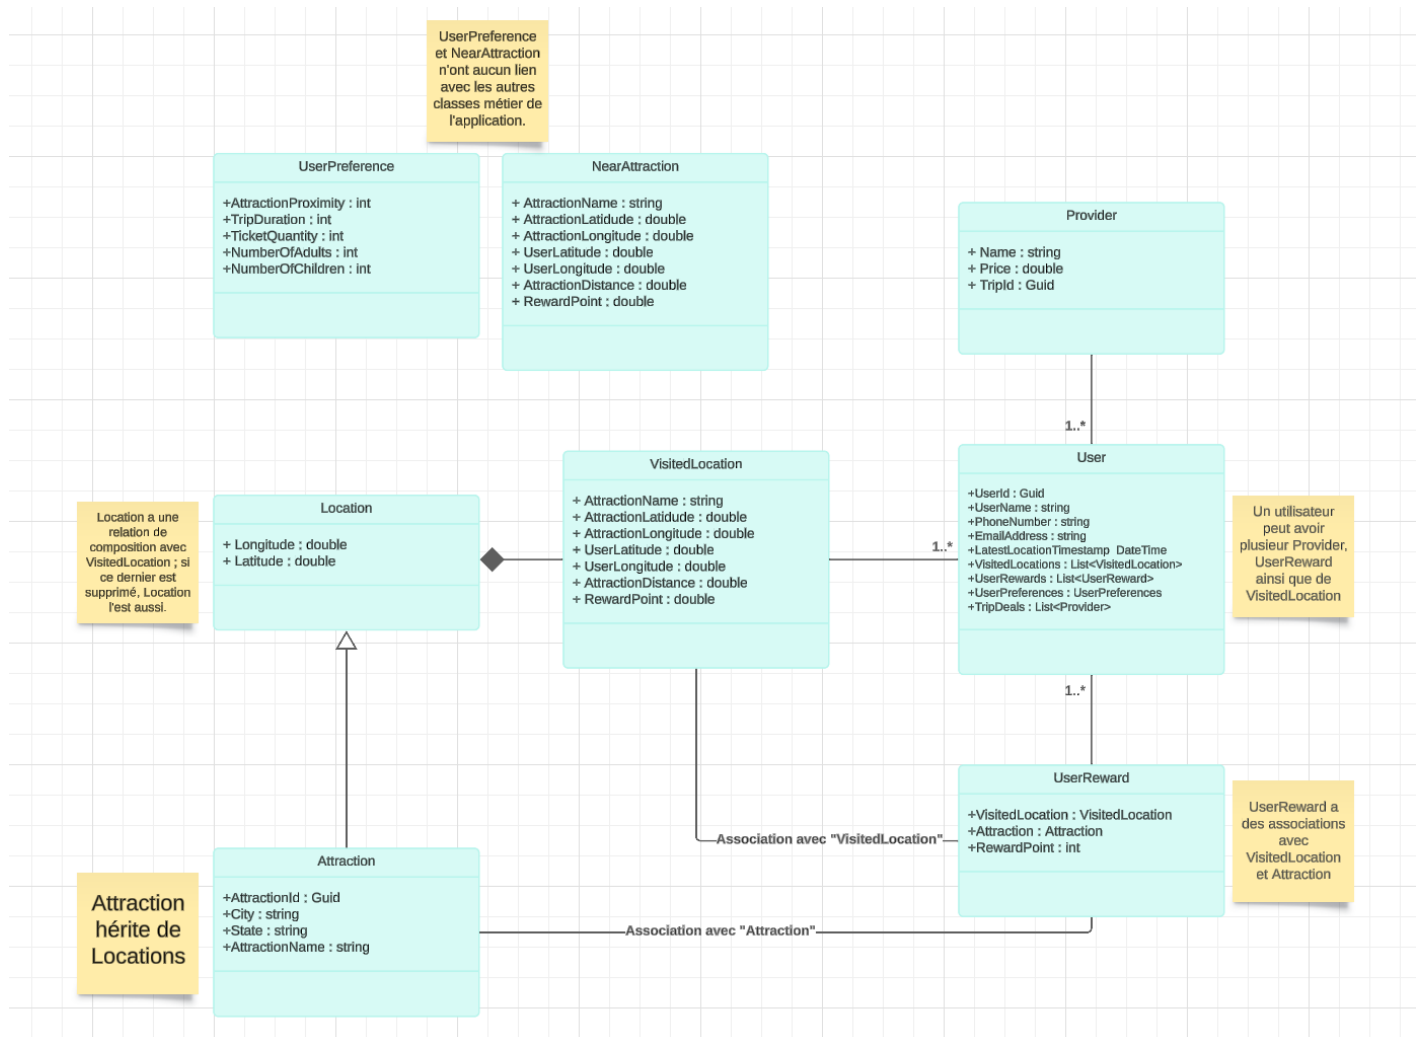 UserPreference
et NearAttraction
n'ont aucun lien
avec les autres
classes métier de
l'application.
UserPreference
+AttractionProximity : int
+TripDuration : int
+TicketQuantity : int
+NumberOfAdults : int
+NumberOfChildren : int
NearAttraction
+ AttractionName : string
+ AttractionLatidude : double
+ AttractionLongitude : double
+ UserLatitude : double
+ UserLongitude : double
+ AttractionDistance : double
+ RewardPoint : double
Provider
+ Name : string
+ Price : double
+ TripId : Guid
1..*
Location a une
relation de
composition avec
VisitedLocation ; si
ce dernier est
supprimé, Location
l'est aussi.
Location
+ Longitude : double
+ Latitude : double
VisitedLocation
+ AttractionName : string
+ AttractionLatidude : double
+ AttractionLongitude : double
+ UserLatitude : double
+ UserLongitude : double
+ AttractionDistance : double
+ RewardPoint : double
1..*
User
+UserId : Guid
+UserName : string
+PhoneNumber : string
+EmailAddress : string
+LatestLocationTimestamp DateTime
+VisitedLocations : List<VisitedLocation>
+UserRewards : List<UserReward>
+UserPreferences : UserPreferences
+TripDeals : List<Provider>
Un utilisateur
peut avoir
plusieur Provider,
UserReward
ainsi que de
VisitedLocation
1..*
UserReward
+VisitedLocation : VisitedLocation
+Attraction : Attraction
+RewardPoint : int
UserReward a
des associations
avec
VisitedLocation
et Attraction
Association avec "VisitedLocation"
Attraction
hérite de
Locations
Attraction
+AttractionId : Guid
+City : string
+State : string
+AttractionName : string
Association avec "Attraction"